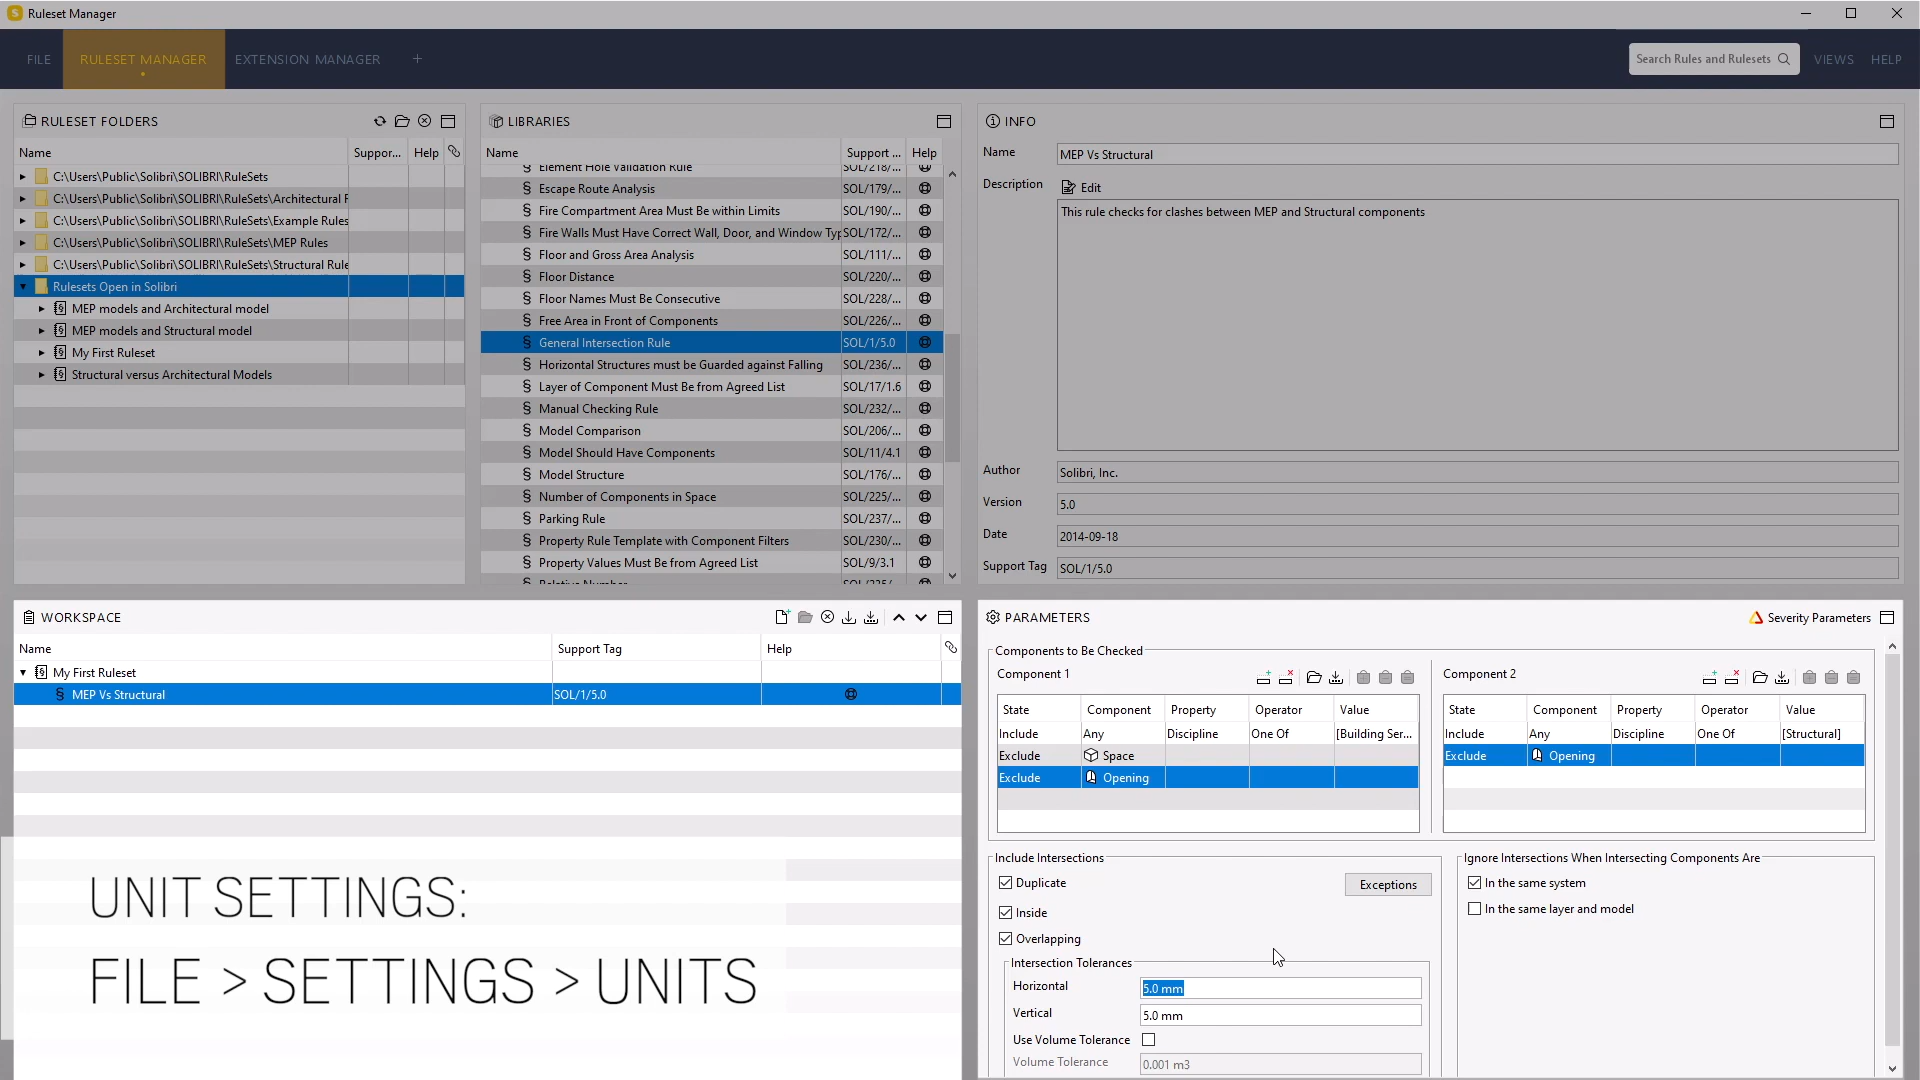 Ruleset Manager
FILE
RULESET MANAGER
EXTENSION MANAGER
+
Search Rules and Rulesets
VIEWS
HELP
RULESET FOLDERS
Name Suppor... Help
C:\Users\Public\Solibri\SOLIBRI\RuleSets
C:\Users\Public\Solibri\SOLIBRI\RuleSets\Architectural
C:\Users\Public\Solibri\SOLIBRI\RuleSets\Example Rules
C:\Users\Public\Solibri\SOLIBRI\RuleSets\MEP Rules
C:\Users\Public\Solibri\SOLIBRI\RuleSets\Structural Rule
Rulesets Open in Solibri
MEP models and Architectural model
MEP models and Structural model
My First Ruleset
Structural versus Architectural Models
LIBRARIES
Name Support ... Help
§ Element Hole Validation Rule SOL/218/...
§ Escape Route Analysis SOL/179/...
§ Fire Compartment Area Must Be within Limits SOL/190/...
§ Fire Walls Must Have Correct Wall, Door, and Window Typ SOL/172/...
§ Floor and Gross Area Analysis SOL/111/...
§ Floor Distance SOL/220/...
§ Floor Names Must Be Consecutive SOL/228/...
§ Free Area in Front of Components SOL/226/...
§ General Intersection Rule SOL/1/5.0
§ Horizontal Structures must be Guarded against Falling SOL/236/...
§ Layer of Component Must Be from Agreed List SOL/17/1.6
§ Manual Checking Rule SOL/232/...
§ Model Comparison SOL/206/...
§ Model Should Have Components SOL/11/4.1
§ Model Structure SOL/176/...
§ Number of Components in Space SOL/225/...
§ Parking Rule SOL/237/...
§ Property Rule Template with Component Filters SOL/230/...
§ Property Values Must Be from Agreed List SOL/9/3.1
INFO
Name MEP Vs Structural
Description Edit
This rule checks for clashes between MEP and Structural components
Author Solibri, Inc.
Version 5.0
Date 2014-09-18
Support Tag SOL/1/5.0
WORKSPACE
Name Support Tag Help
My First Ruleset
§ MEP Vs Structural SOL/1/5.0
UNIT SETTINGS:
FILE > SETTINGS > UNITS
PARAMETERS
Severity Parameters
Components to Be Checked
Component 1
State Component Property Operator Value
Include Any Discipline One Of [Building Ser...
Exclude Space
Exclude Opening
Component 2
State Component Property Operator Value
Include Any Discipline One Of [Structural]
Exclude Opening
Include Intersections
Duplicate
Exceptions
Inside
Overlapping
Intersection Tolerances
Horizontal 5.0 mm
Vertical 5.0 mm
Use Volume Tolerance
Volume Tolerance 0.001 m3
Ignore Intersections When Intersecting Components Are
In the same system
In the same layer and model